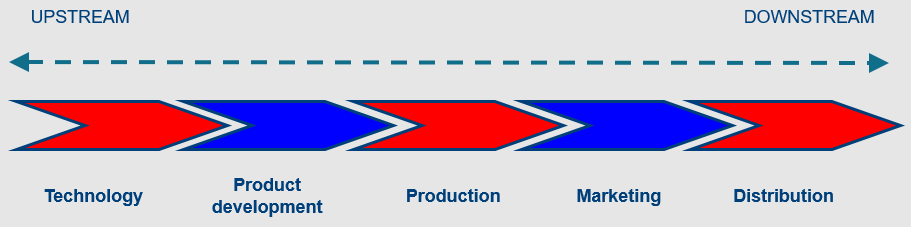 UPSTREAM
DOWNSTREAM
Technology
Product
development
Production
Marketing
Distribution